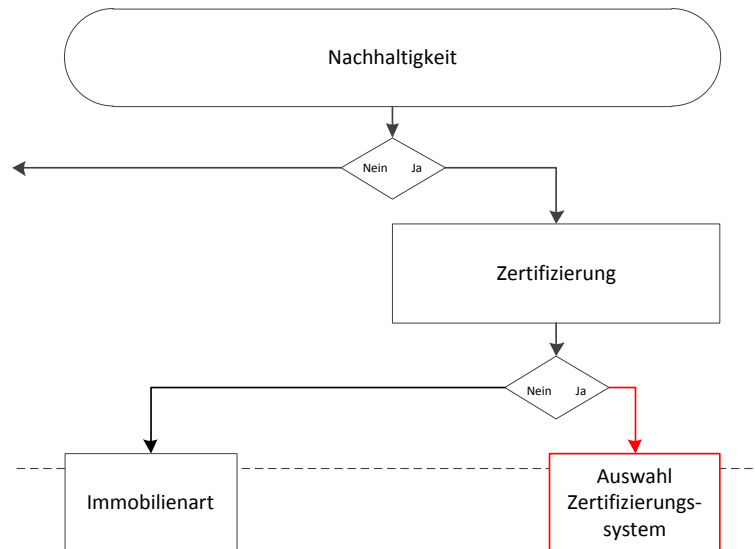 Nachhaltigkeit
Nein Ja
Zertifizierung
Nein Ja
Immobilienart
Auswahl
Zertifizierungs-
system